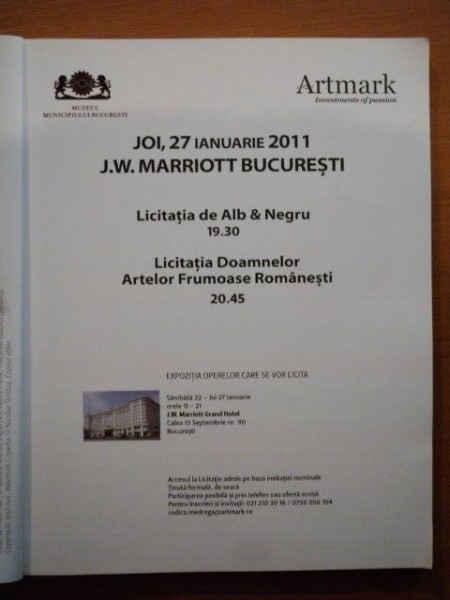 MUZEUL
MUNICIPIULUI BUCUREȘTI
Artmark
Investments of passion
JOI, 27 IANUARIE 2011
J.W. MARRIOTT BUCUREȘTI
Licitația de Alb & Negru
19.30
Licitația Doamnelor
Artelor Frumoase Românești
20.45
EXPOZIȚIA OPERELOR CARE SE VOR LICITA
Sâmbătă 22 – Joi 27 ianuarie
orele 11 – 21
J.W. Marriott Grand Hotel
Calea 13 Septembrie nr. 90
București
Accesul la Licitație admis pe baza invitației nominale
Ținută formală, de seară
Participarea posibilă și prin telefon sau ofertă scrisă
Pentru înscrieri și invitații: 021 210 30 16 / 0756 056 104
rodica.medrega@artmark.ro